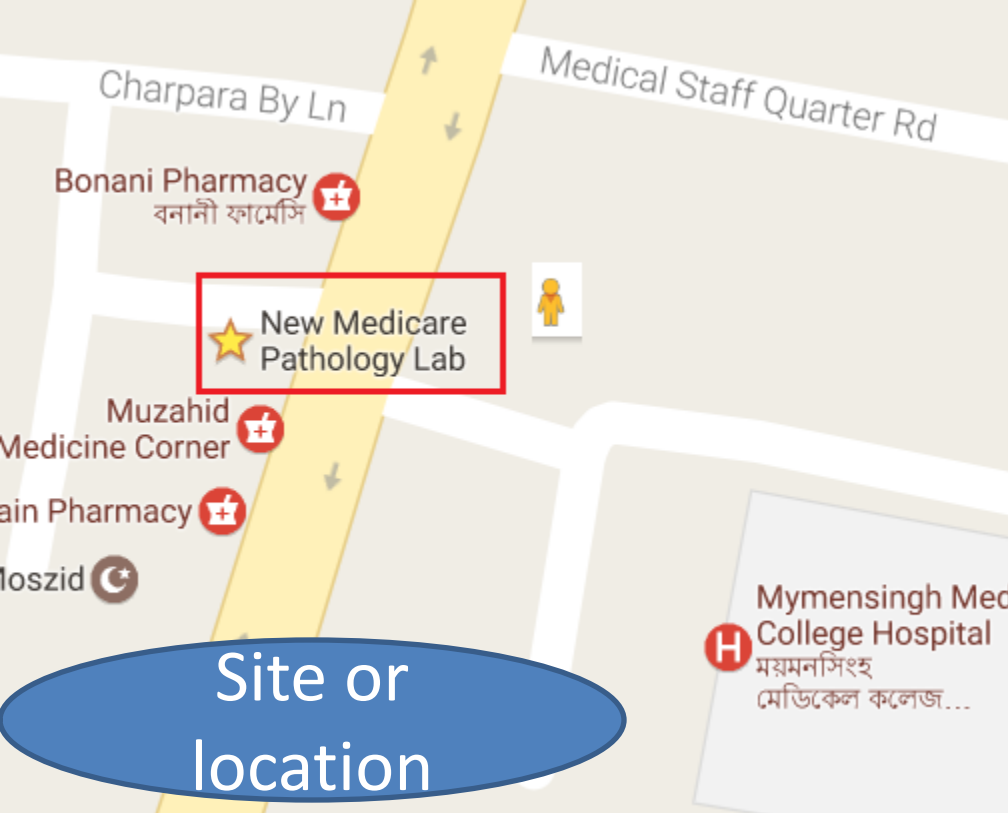 Charpara By Ln
Medical Staff Quarter Rd
Bonani Pharmacy
বনানী ফার্মেসি
New Medicare
Pathology Lab
Muzahid
Medicine Corner
ain Pharmacy
Moszid
Mymensingh Med
College Hospital
ময়মনসিংহ
মেডিকেল কলেজ...
H
Site or
location